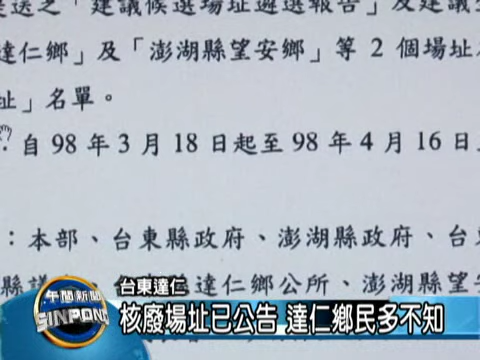 送之「建議候選場址遴選報告」及建議
達仁鄉」及「澎湖縣望安鄉」等 2 個場址
址」名單。
自 98 年 3 月 18 日起至 98 年 4 月 16 日
：本部、台東縣政府、澎湖縣政府、台
縣議 達仁鄉公所、澎湖縣望
台東達仁
午間新聞
SINPONG
核廢場址已公告 達仁鄉民多不知